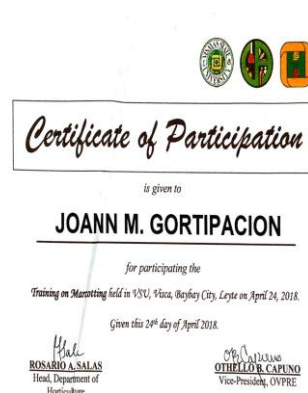 Certificate of Participation
is given to
JOANN M. GORTIPACION
for participating the
Training on Marcotting held in VSU, Visca, Baybay City, Leyte on April 24, 2018.
Given this 24th day of April 2018.
ROSARIO A. SALAS
Head, Department of
Horticulture
OTHELLO B. CAPUNO
Vice-President, OVPRE